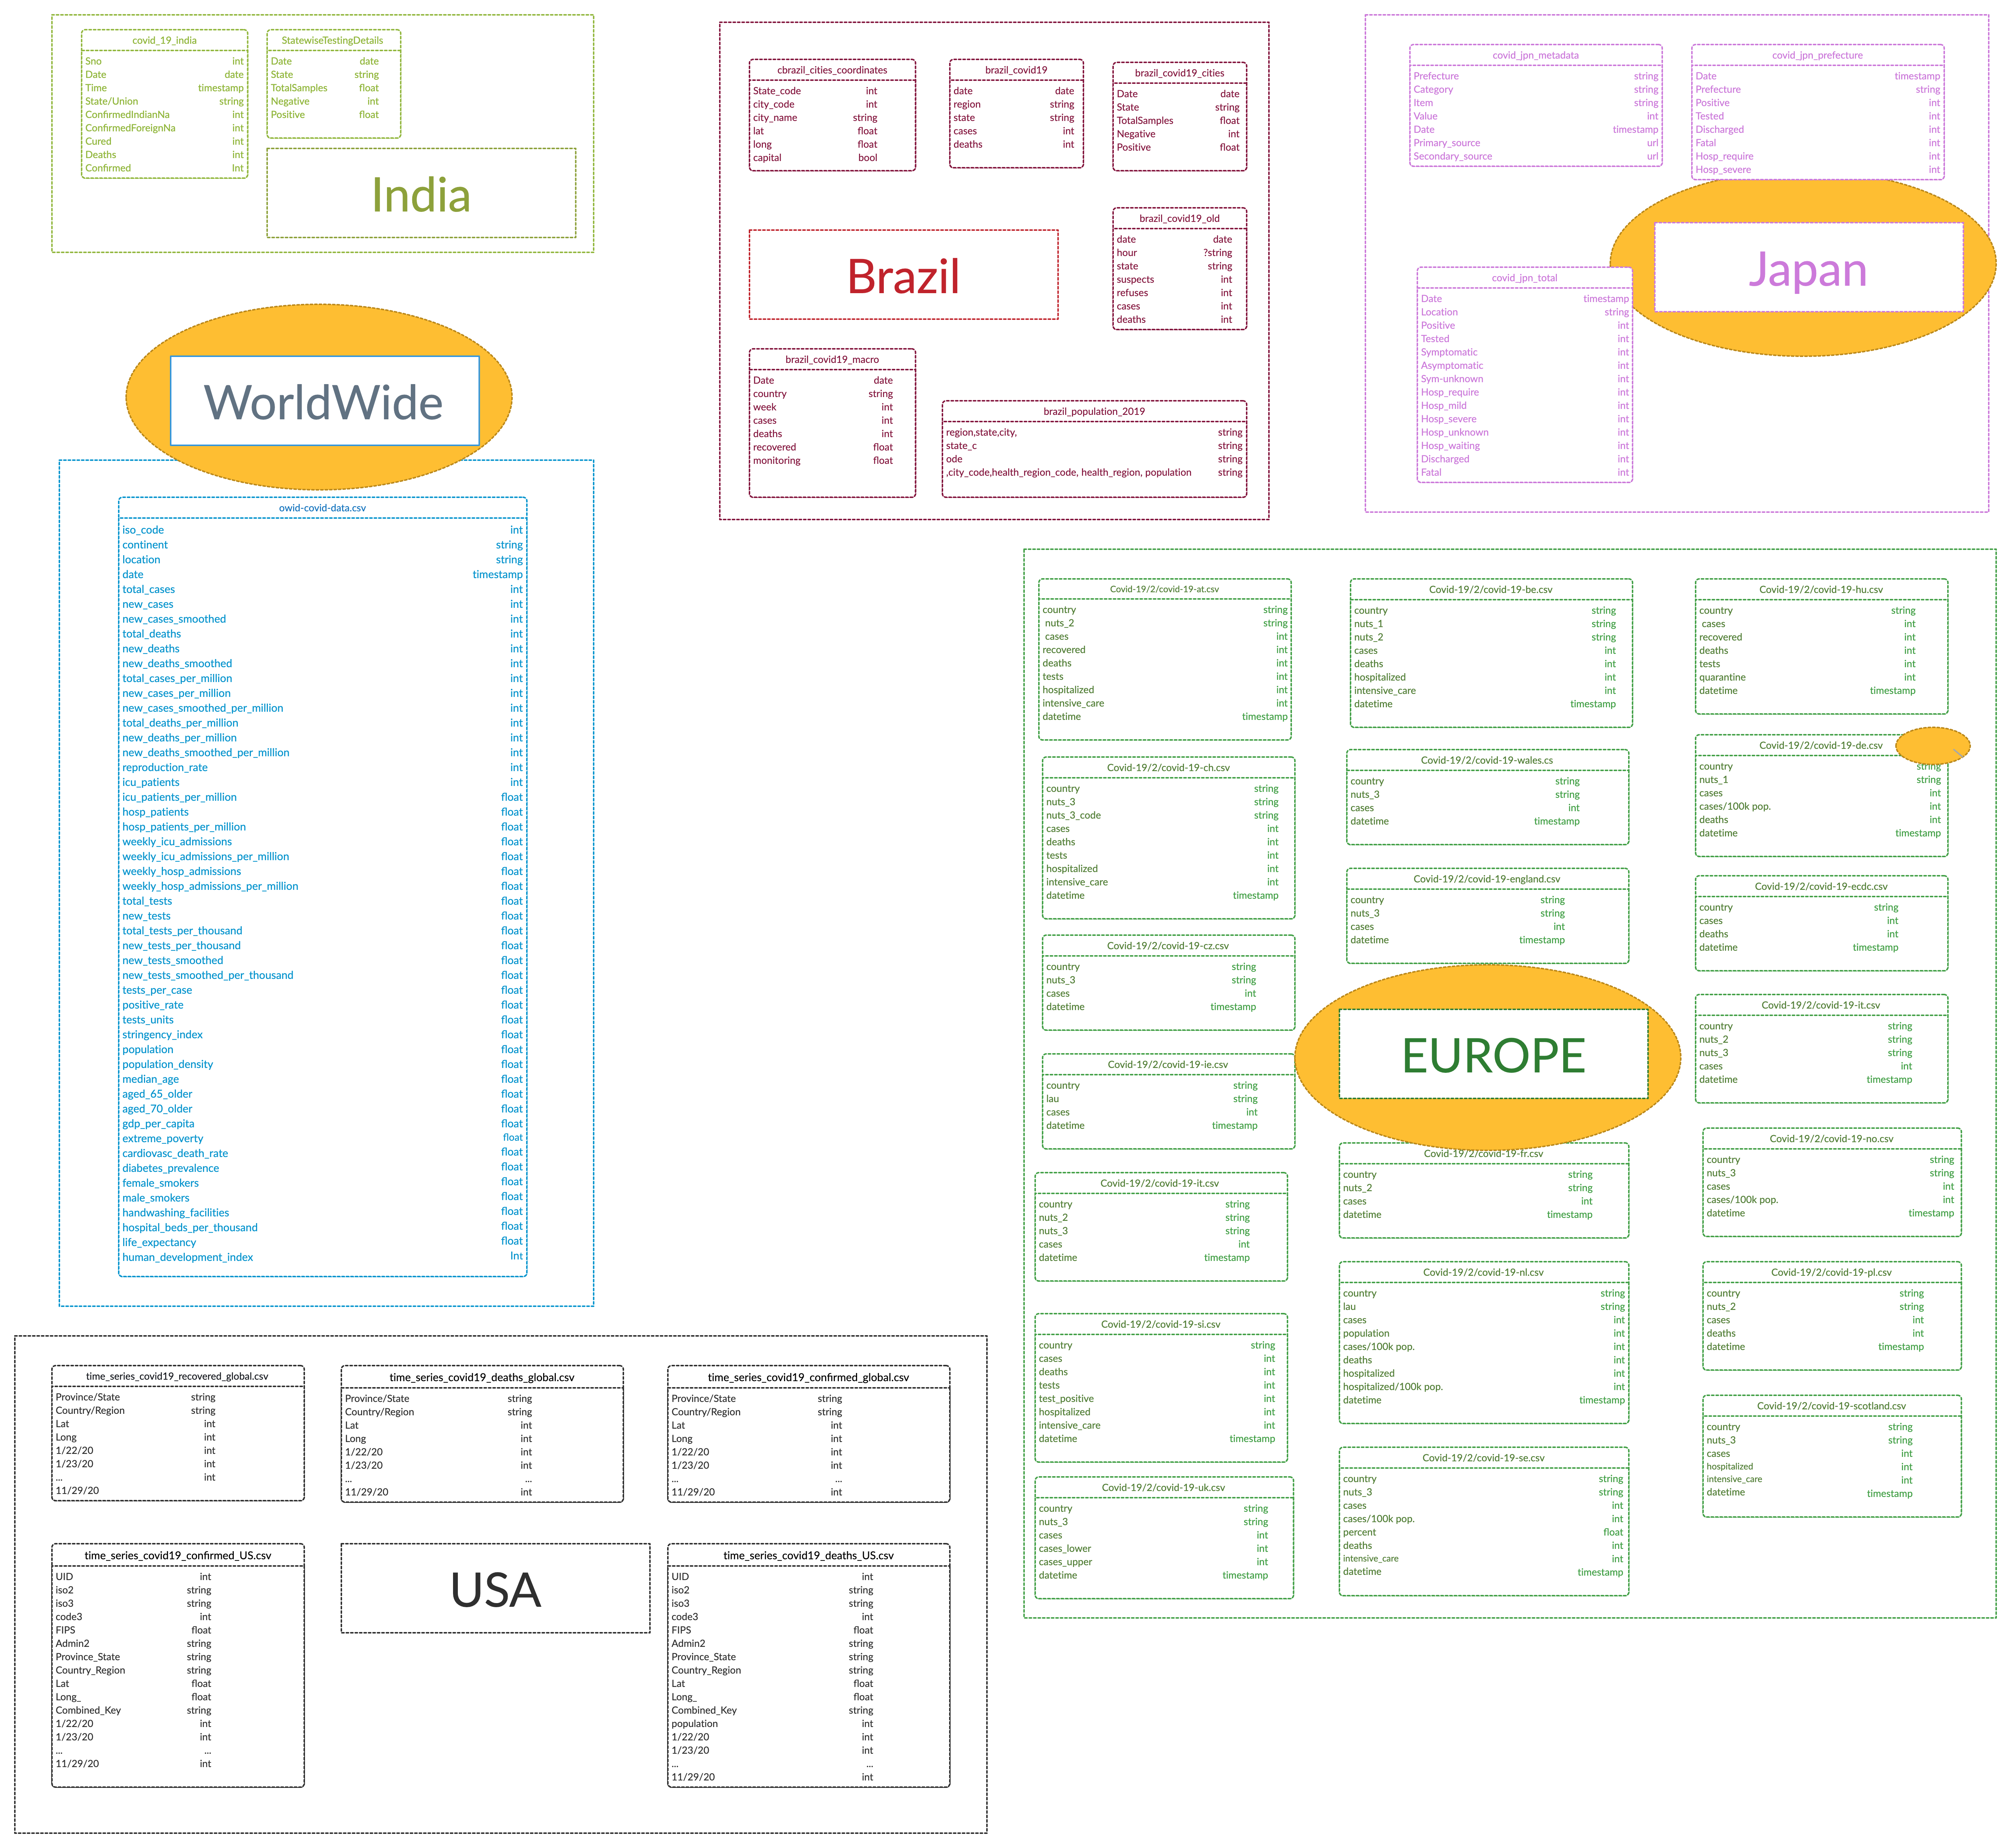 covid_19_india
Sno int
Date date
Time timestamp
State/Union string
ConfirmedIndianNa int
ConfirmedForeignNa int
Cured int
Deaths int
Confirmed Int
StatewiseTestingDetails
Date date
State string
TotalSamples float
Negative int
Positive float
India
cbrazil_cities_coordinates
State_code int
city_code int
city_name string
lat float
long float
capital bool
brazil_covid19
date date
region string
state string
cases int
deaths int
brazil_covid19_cities
Date date
State string
TotalSamples float
Negative int
Positive float
Brazil
brazil_covid19_old
date date
hour ?string
state string
suspects int
refuses int
cases int
deaths int
brazil_covid19_macro
Date date
country string
week int
cases int
deaths int
recovered float
monitoring float
brazil_population_2019
region,state,city, string
state_c string
ode string
,city_code,health_region_code, health_region, population string
covid_jpn_metadata
Prefecture string
Category string
Item string
Value int
Date timestamp
Primary_source url
Secondary_source url
covid_jpn_prefecture
Date timestamp
Prefecture string
Positive int
Tested int
Discharged int
Fatal int
Hosp_require int
Hosp_severe int
Japan
covid_jpn_total
Date timestamp
Location string
Positive int
Tested int
Symptomatic int
Asymptomatic int
Sym-unknown int
Hosp_require int
Hosp_mild int
Hosp_severe int
Hosp_unknown int
Hosp_waiting int
Discharged int
Fatal int
WorldWide
owid-covid-data.csv
iso_code int
continent string
location string
date timestamp
total_cases int
new_cases int
new_cases_smoothed int
total_deaths int
new_deaths int
new_deaths_smoothed int
total_cases_per_million int
new_cases_per_million int
new_cases_smoothed_per_million int
total_deaths_per_million int
new_deaths_per_million int
new_deaths_smoothed_per_million int
reproduction_rate int
icu_patients int
icu_patients_per_million float
hosp_patients float
hosp_patients_per_million float
weekly_icu_admissions float
weekly_icu_admissions_per_million float
weekly_hosp_admissions float
weekly_hosp_admissions_per_million float
total_tests float
new_tests float
total_tests_per_thousand float
new_tests_per_thousand float
new_tests_smoothed float
new_tests_smoothed_per_thousand float
tests_per_case float
positive_rate float
tests_units float
stringency_index float
population float
population_density float
median_age float
aged_65_older float
aged_70_older float
gdp_per_capita float
extreme_poverty float
cardiovasc_death_rate float
diabetes_prevalence float
female_smokers float
male_smokers float
handwashing_facilities float
hospital_beds_per_thousand float
life_expectancy float
human_development_index Int
Covid-19/2/covid-19-at.csv
country string
nuts_2 string
cases int
recovered int
deaths int
tests int
hospitalized int
intensive_care int
datetime timestamp
Covid-19/2/covid-19-ch.csv
country string
nuts_3 string
nuts_3_code string
cases int
deaths int
tests int
hospitalized int
intensive_care int
datetime timestamp
Covid-19/2/covid-19-cz.csv
country string
nuts_3 string
cases int
datetime timestamp
Covid-19/2/covid-19-ie.csv
country string
lau string
cases int
datetime timestamp
Covid-19/2/covid-19-it.csv
country string
nuts_2 string
nuts_3 string
cases int
datetime timestamp
Covid-19/2/covid-19-si.csv
country string
cases int
deaths int
tests int
test_positive int
hospitalized int
intensive_care int
datetime timestamp
Covid-19/2/covid-19-uk.csv
country string
nuts_3 string
cases int
cases_lower int
cases_upper int
datetime timestamp
Covid-19/2/covid-19-be.csv
country string
nuts_1 string
nuts_2 string
cases int
deaths int
hospitalized int
intensive_care int
datetime timestamp
Covid-19/2/covid-19-wales.cs
country string
nuts_3 string
cases int
datetime timestamp
Covid-19/2/covid-19-england.csv
country string
nuts_3 string
cases int
datetime timestamp
EUROPE
Covid-19/2/covid-19-fr.csv
country string
nuts_2 string
cases int
datetime timestamp
Covid-19/2/covid-19-nl.csv
country string
lau string
cases int
population int
cases/100k pop. int
deaths int
hospitalized int
hospitalized/100k pop. int
datetime timestamp
Covid-19/2/covid-19-se.csv
country string
nuts_3 string
cases int
cases/100k pop. int
percent float
deaths int
intensive_care int
datetime timestamp
Covid-19/2/covid-19-hu.csv
country string
cases int
recovered int
deaths int
tests int
quarantine int
datetime timestamp
Covid-19/2/covid-19-de.csv
country string
nuts_1 string
cases int
cases/100k pop. int
deaths int
datetime timestamp
Covid-19/2/covid-19-ecdc.csv
country string
cases int
deaths int
datetime timestamp
Covid-19/2/covid-19-it.csv
country string
nuts_2 string
nuts_3 string
cases int
datetime timestamp
Covid-19/2/covid-19-no.csv
country string
nuts_3 string
cases int
cases/100k pop. int
datetime timestamp
Covid-19/2/covid-19-pl.csv
country string
nuts_2 string
cases int
deaths int
datetime timestamp
Covid-19/2/covid-19-scotland.csv
country string
nuts_3 string
cases int
hospitalized int
intensive_care int
datetime timestamp
time_series_covid19_recovered_global.csv
Province/State string
Country/Region string
Lat int
Long int
1/22/20 int
1/23/20 int
... int
11/29/20
time_series_covid19_deaths_global.csv
Province/State string
Country/Region string
Lat int
Long int
1/22/20 int
1/23/20 int
... ...
11/29/20 int
time_series_covid19_confirmed_global.csv
Province/State string
Country/Region string
Lat int
Long int
1/22/20 int
1/23/20 int
... ...
11/29/20 int
time_series_covid19_confirmed_US.csv
UID int
iso2 string
iso3 string
code3 int
FIPS float
Admin2 string
Province_State string
Country_Region string
Lat float
Long_ float
Combined_Key string
1/22/20 int
1/23/20 int
... ...
11/29/20 int
USA
time_series_covid19_deaths_US.csv
UID int
iso2 string
iso3 string
code3 int
FIPS float
Admin2 string
Province_State string
Country_Region string
Lat float
Long_ float
Combined_Key string
population int
1/22/20 int
1/23/20 int
... ...
11/29/20 int